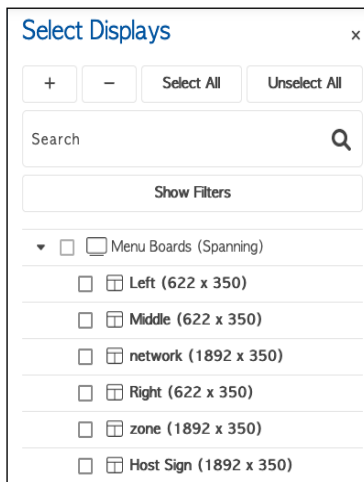 Select Displays ×
+ − Select All Unselect All
Search
Show Filters
Menu Boards (Spanning)
Left (622 x 350)
Middle (622 x 350)
network (1892 x 350)
Right (622 x 350)
zone (1892 x 350)
Host Sign (1892 x 350)